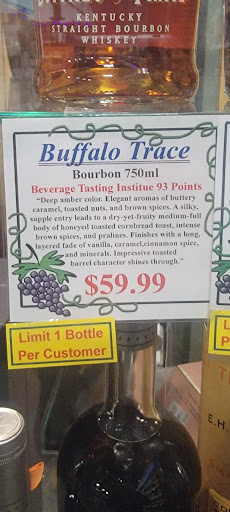 KENTUCKY
STRAIGHT BOURBON
WHISKEY
Buffalo Trace
Bourbon 750ml
Beverage Tasting Institue 93 Points
“Deep amber color. Elegant aromas of buttery
caramel, toasted nuts, and brown spices. A silky,
supple entry leads to a dry-yet-fruity medium-full
body of honeyed toasted cornbread toast, intense
brown spices, and pralines. Finishes with a long,
layered fade of vanilla, caramel,cinnamon spice,
and minerals. Impressive toasted
barrel character shines through.”
$59.99
Limit 1 Bottle
Per Customer
E.H.